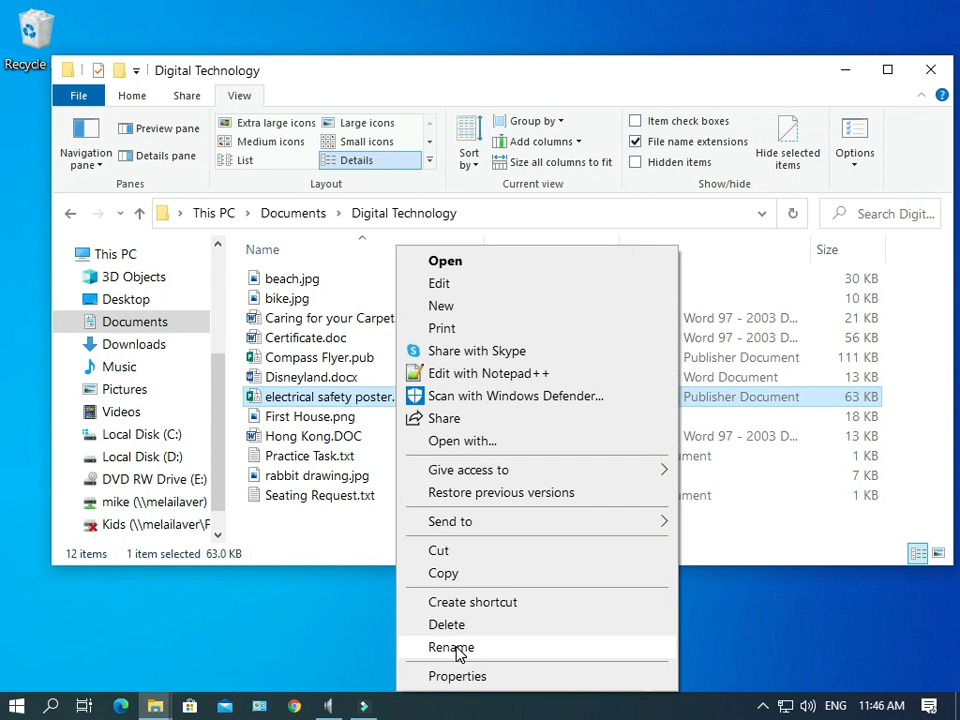 Recycle
Digital Technology
File Home Share View
Navigation pane
Preview pane
Details pane
Panes
Extra large icons Large icons
Medium icons Small icons
List Details
Layout
Sort by
Group by
Add columns
Size all columns to fit
Current view
Item check boxes
File name extensions
Hidden items
Hide selected items
Show/hide
Options
This PC > Documents > Digital Technology
Search Digit...
This PC
3D Objects
Desktop
Documents
Downloads
Music
Pictures
Videos
Local Disk (C:)
Local Disk (D:)
DVD RW Drive (E:)
mike (\\melailaver)
Kids (\\melailaver\F
Name Size
beach.jpg 30 KB
bike.jpg 10 KB
Caring for your Carpet Word 97 - 2003 D... 21 KB
Certificate.doc Word 97 - 2003 D... 56 KB
Compass Flyer.pub Publisher Document 111 KB
Disneyland.docx Word Document 13 KB
electrical safety poster. Publisher Document 63 KB
First House.png 18 KB
Hong Kong.DOC Word 97 - 2003 D... 13 KB
Practice Task.txt ument 1 KB
rabbit drawing.jpg 7 KB
Seating Request.txt ument 1 KB
Open
Edit
New
Print
Share with Skype
Edit with Notepad++
Scan with Windows Defender...
Share
Open with...
Give access to
Restore previous versions
Send to
Cut
Copy
Create shortcut
Delete
Rename
Properties
12 items 1 item selected 63.0 KB
ENG 11:46 AM